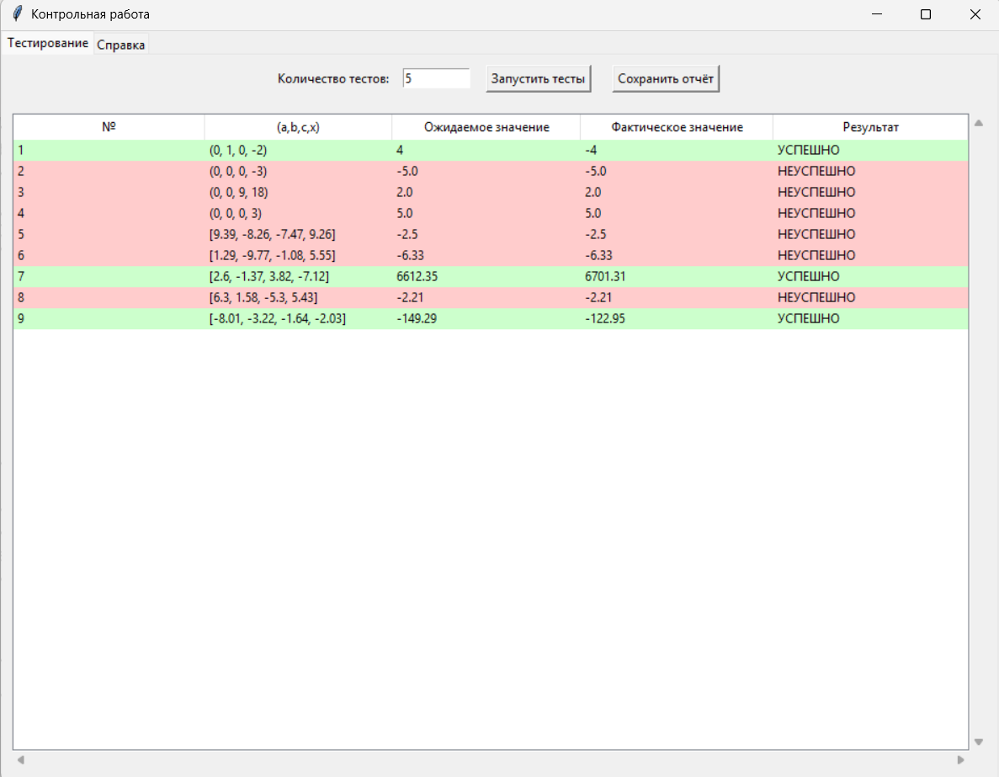 Контрольная работа
Тестирование Справка
Количество тестов: 5 Запустить тесты Сохранить отчёт
№ (a,b,c,x) Ожидаемое значение Фактическое значение Результат
1 (0, 1, 0, -2) 4 -4 УСПЕШНО
2 (0, 0, 0, -3) -5.0 -5.0 НЕУСПЕШНО
3 (0, 0, 9, 18) 2.0 2.0 НЕУСПЕШНО
4 (0, 0, 0, 3) 5.0 5.0 НЕУСПЕШНО
5 [9.39, -8.26, -7.47, 9.26] -2.5 -2.5 НЕУСПЕШНО
6 [1.29, -9.77, -1.08, 5.55] -6.33 -6.33 НЕУСПЕШНО
7 [2.6, -1.37, 3.82, -7.12] 6612.35 6701.31 УСПЕШНО
8 [6.3, 1.58, -5.3, 5.43] -2.21 -2.21 НЕУСПЕШНО
9 [-8.01, -3.22, -1.64, -2.03] -149.29 -122.95 УСПЕШНО